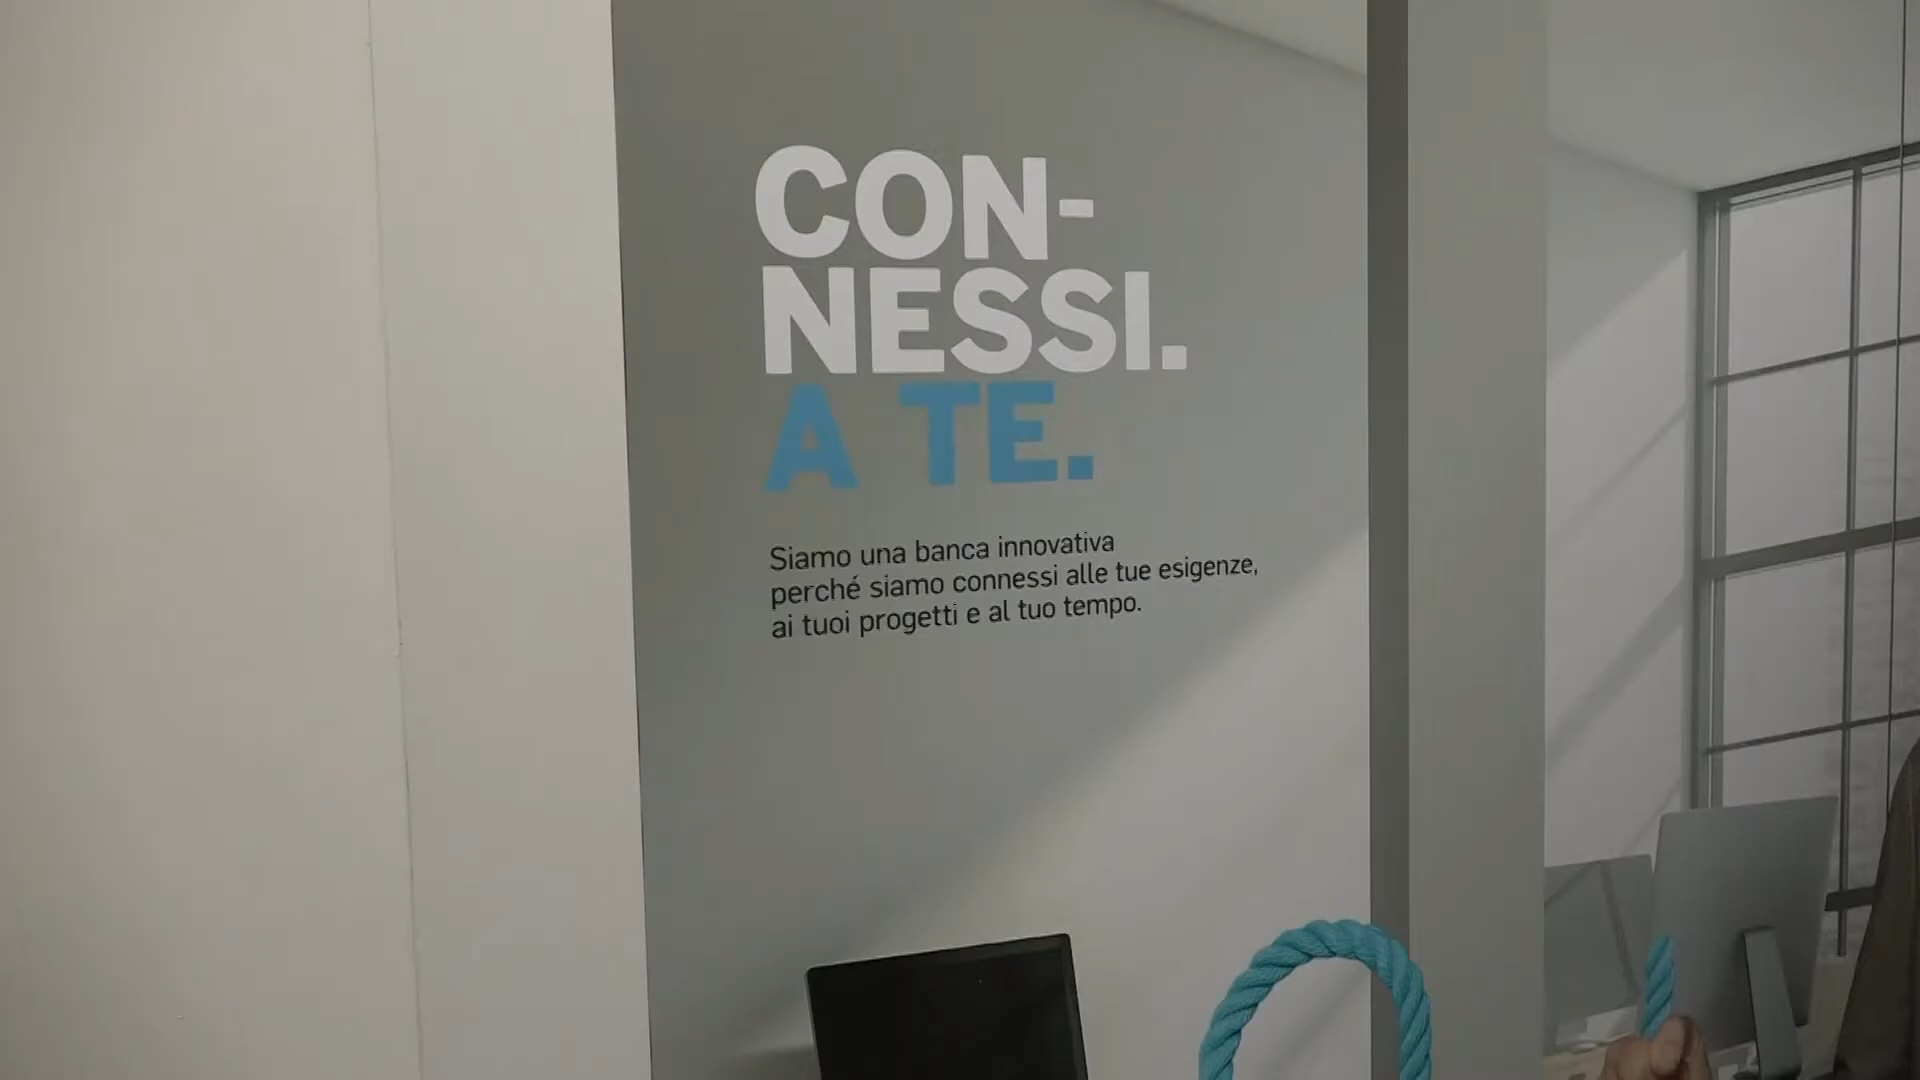 CON-
NESSI.
A TE.
Siamo una banca innovativa
perché siamo connessi alle tue esigenze,
ai tuoi progetti e al tuo tempo.